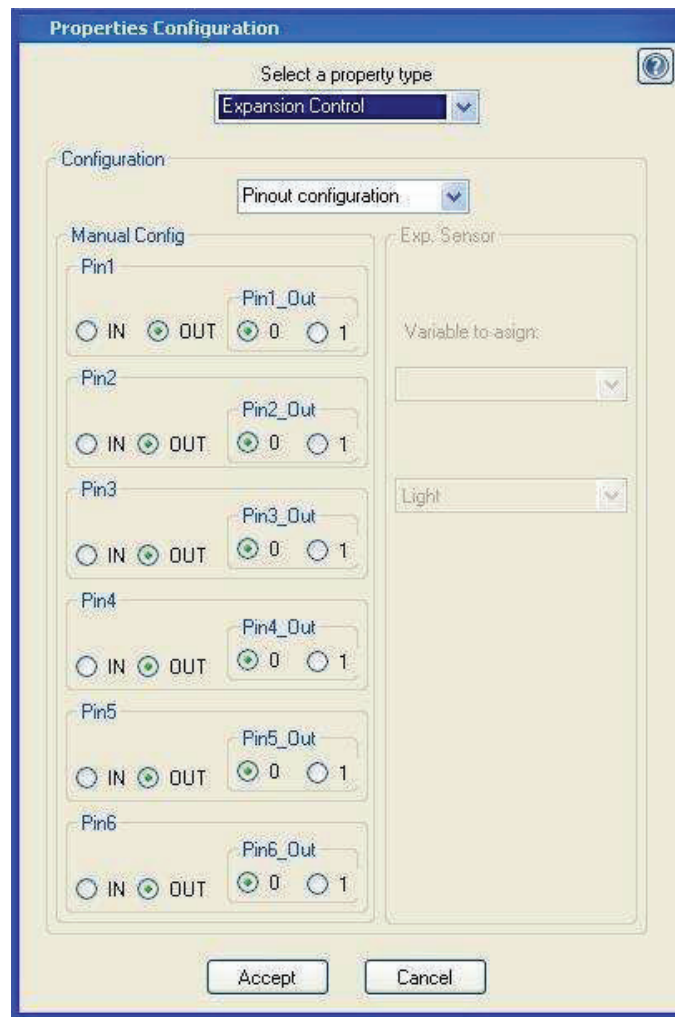 Properties Configuration
Select a property type
Expansion Control
Configuration
Pinout configuration
Manual Config
Exp. Sensor
Pin1
Pin1_Out
IN OUT 0 1
Variable to asign:
Pin2
Pin2_Out
IN OUT 0 1
Pin3
Light
Pin3_Out
IN OUT 0 1
Pin4
Pin4_Out
IN OUT 0 1
Pin5
Pin5_Out
IN OUT 0 1
Pin6
Pin6_Out
IN OUT 0 1
Accept Cancel